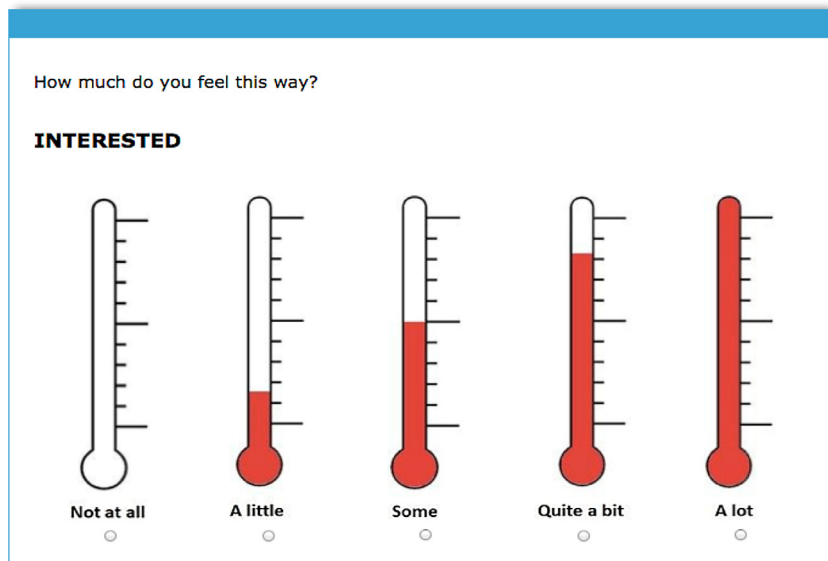 How much do you feel this way?
INTERESTED
Not at all A little Some Quite a bit A lot